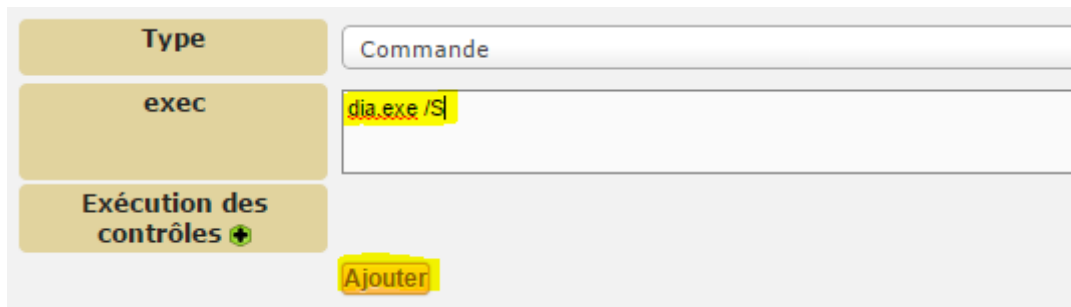 Type
Commande
exec
dia.exe /S
Exécution des
contrôles
Ajouter